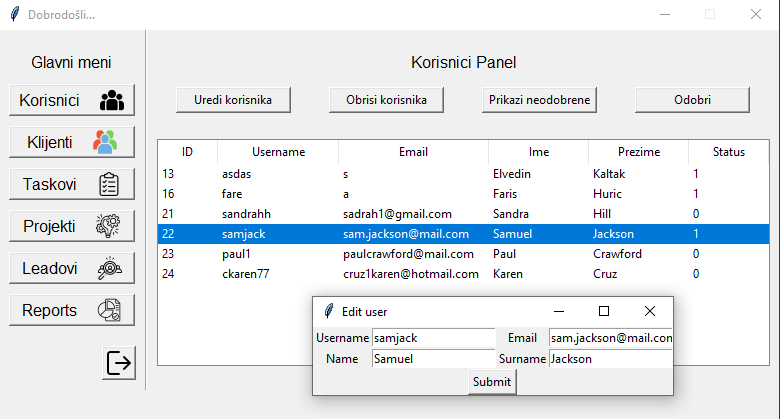 Dobrodošli...
Glavni meni
Korisnici
Klijenti
Taskovi
Projekti
Leadovi
Reports
Korisnici Panel
Uredi korisnika Obrisi korisnika Prikazi neodobrene Odobri
ID Username Email Ime Prezime Status
13 asdas s Elvedin Kaltak 1
16 fare a Faris Huric 1
21 sandrahh sadrah1@gmail.com Sandra Hill 0
22 samjack sam.jackson@mail.com Samuel Jackson 1
23 paul1 paulcrawford@mail.com Paul Crawford 0
24 ckaren77 cruz1karen@hotmail.com Karen Cruz 0
Edit user
Username samjack Email sam.jackson@mail.con
Name Samuel Surname Jackson
Submit